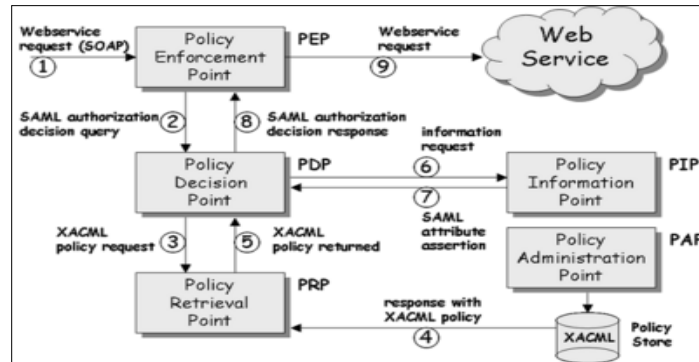 Webservice
request (SOAP)
1
Policy
Enforcement
Point
PEP
Webservice
request
9
Web
Service
SAML authorization
decision query
2
8
SAML authorization
decision response
Policy
Decision
Point
PDP
information
request
6
7
SAML
attribute
assertion
Policy
Information
Point
PIP
XACML
policy request
3
5
XACML
policy returned
Policy
Administration
Point
PAP
Policy
Retrieval
Point
PRP
response with
XACML policy
4
XACML
Policy
Store